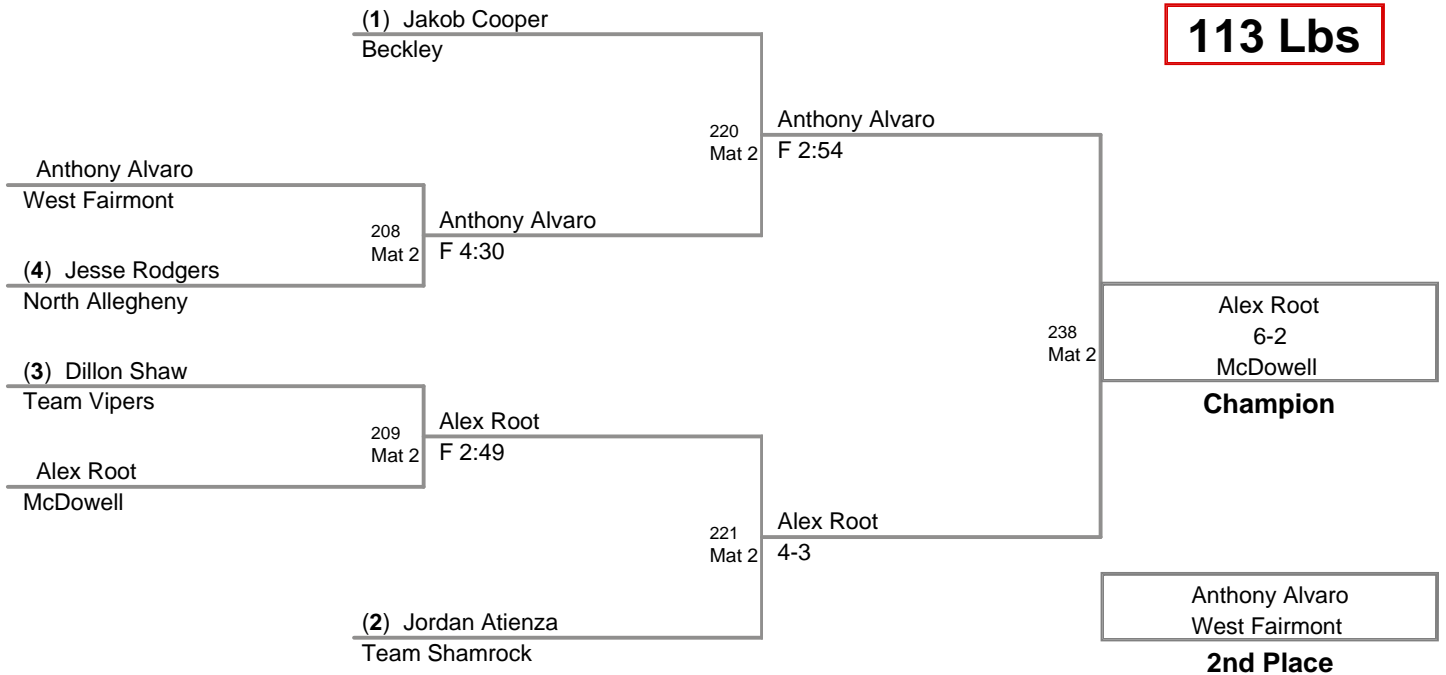 (1) Jakob Cooper
Beckley
113 Lbs
220
Mat 2
Anthony Alvaro
F 2:54
Anthony Alvaro
West Fairmont
208
Mat 2
Anthony Alvaro
F 4:30
(4) Jesse Rodgers
North Allegheny
238
Mat 2
Alex Root
6-2
McDowell
Champion
(3) Dillon Shaw
Team Vipers
209
Mat 2
Alex Root
F 2:49
Alex Root
McDowell
221
Mat 2
Alex Root
4-3
(2) Jordan Atienza
Team Shamrock
Anthony Alvaro
West Fairmont
2nd Place